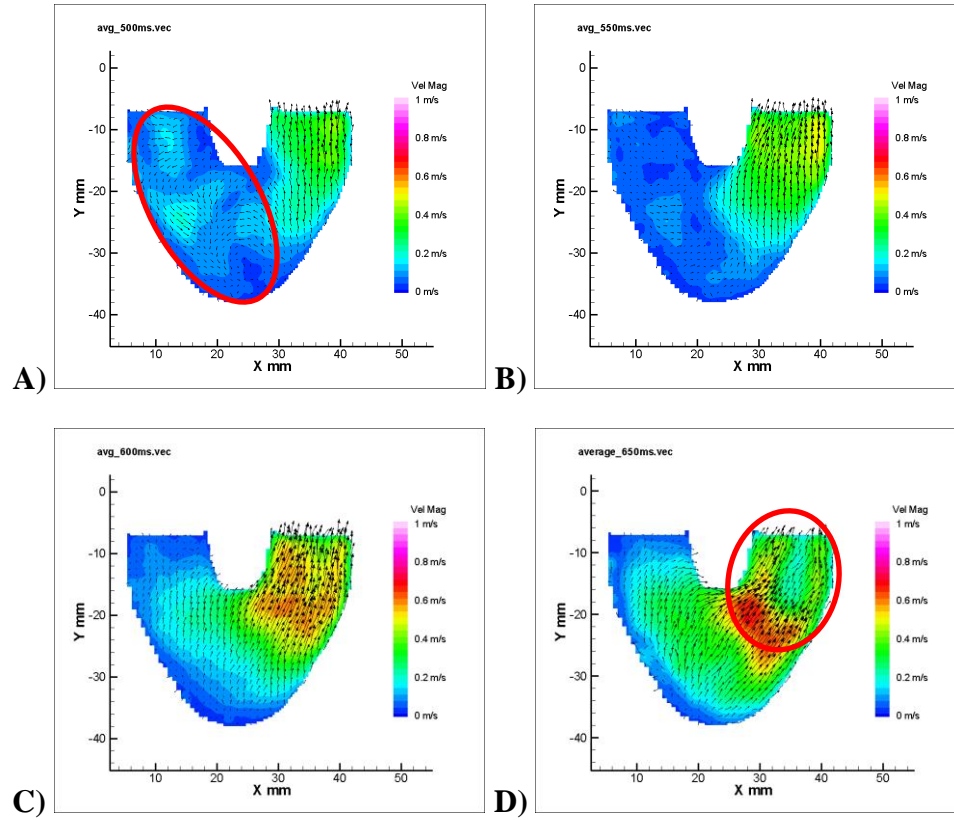 avg_500ms.vec
0
-10
-20
-30
-40
Y mm
10 20 30 40 50
X mm
Vel Mag
1 m/s
0.8 m/s
0.6 m/s
0.4 m/s
0.2 m/s
0 m/s
A)
avg_550ms.vec
0
-10
-20
-30
-40
Y mm
10 20 30 40 50
X mm
Vel Mag
1 m/s
0.8 m/s
0.6 m/s
0.4 m/s
0.2 m/s
0 m/s
B)
avg_600ms.vec
0
-10
-20
-30
-40
Y mm
10 20 30 40 50
X mm
Vel Mag
1 m/s
0.8 m/s
0.6 m/s
0.4 m/s
0.2 m/s
0 m/s
C)
average_650ms.vec
0
-10
-20
-30
-40
Y mm
10 20 30 40 50
X mm
Vel Mag
1 m/s
0.8 m/s
0.6 m/s
0.4 m/s
0.2 m/s
0 m/s
D)